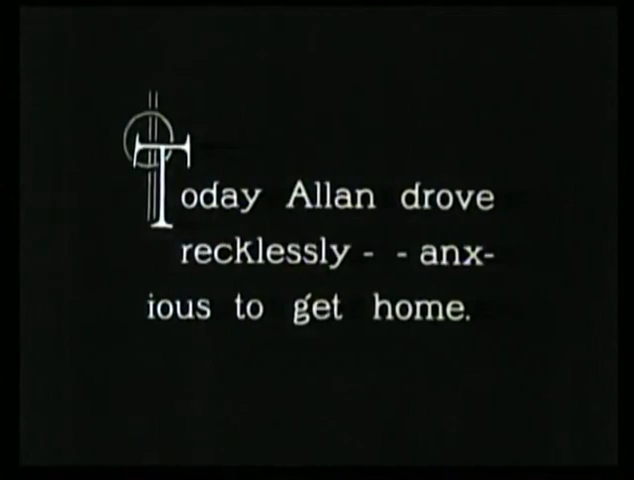 Today Allan drove
recklessly - - anx-
ious to get home.